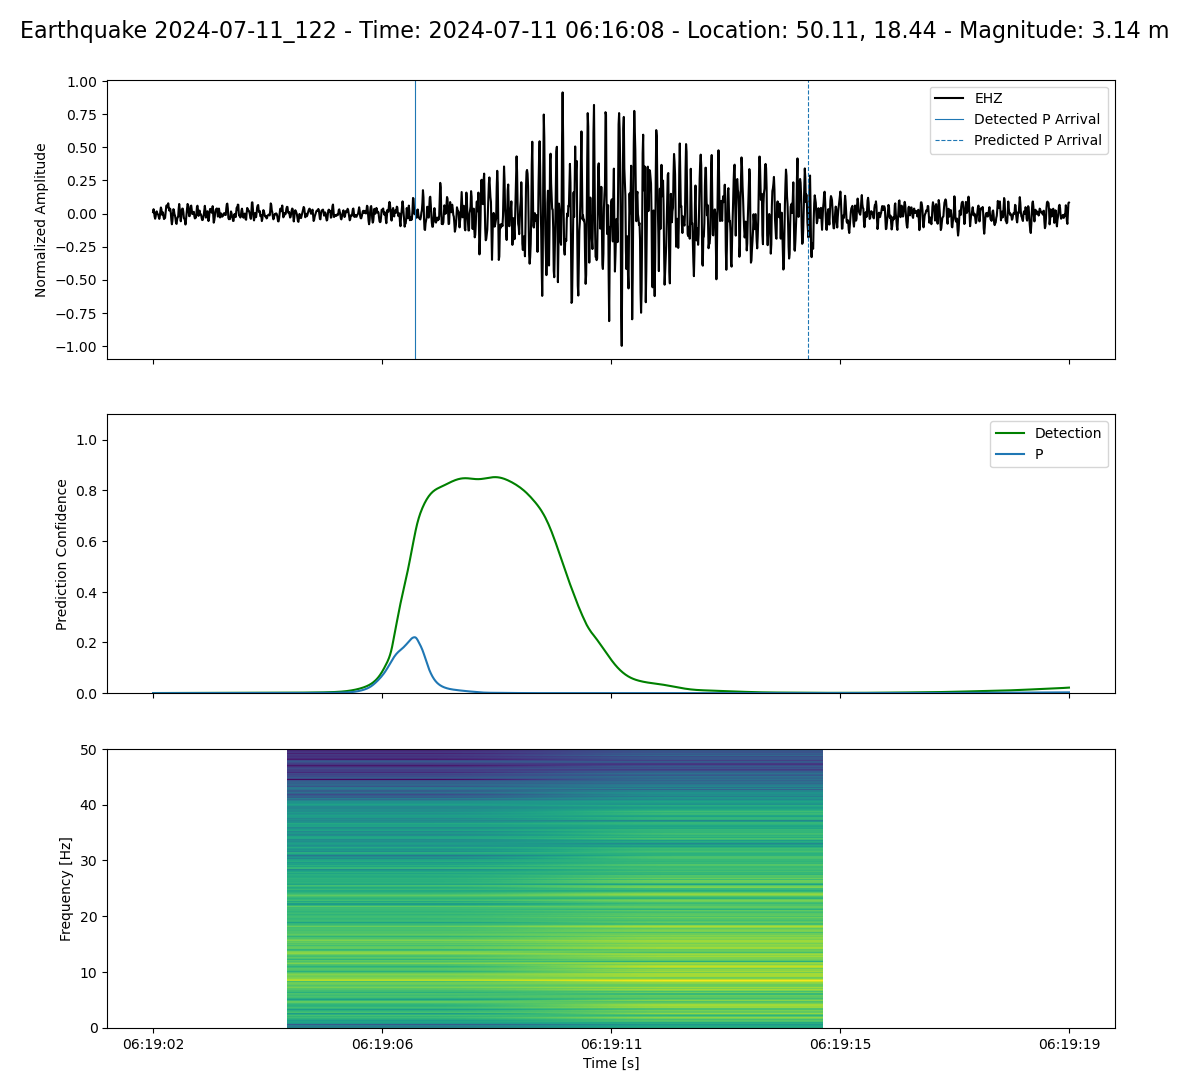 Earthquake 2024-07-11_122 - Time: 2024-07-11 06:16:08 - Location: 50.11, 18.44 - Magnitude: 3.14 m
1.00
0.75
0.50
0.25
0.00
−0.25
−0.50
−0.75
−1.00
Normalized Amplitude
EHZ
Detected P Arrival
Predicted P Arrival
1.0
0.8
0.6
0.4
0.2
0.0
Prediction Confidence
Detection
P
50
40
30
20
10
0
Frequency [Hz]
06:19:02
06:19:06
06:19:11
06:19:15
06:19:19
Time [s]